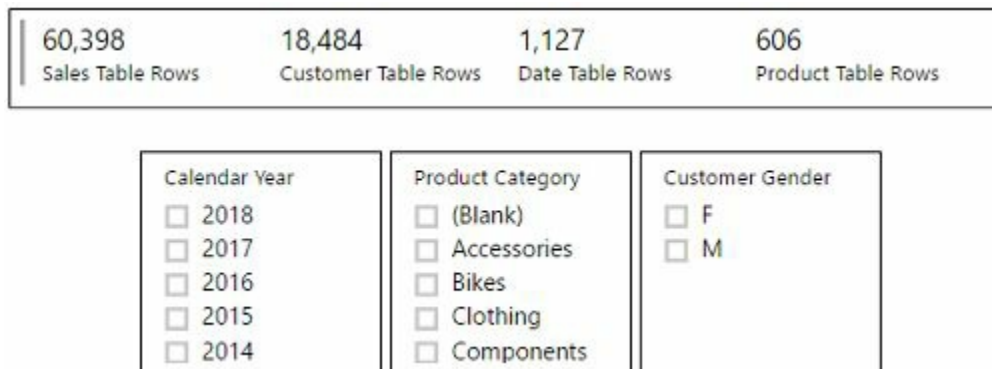 60,398 18,484 1,127 606
Sales Table Rows Customer Table Rows Date Table Rows Product Table Rows
Calendar Year
2018
2017
2016
2015
2014
Product Category
(Blank)
Accessories
Bikes
Clothing
Components
Customer Gender
F
M